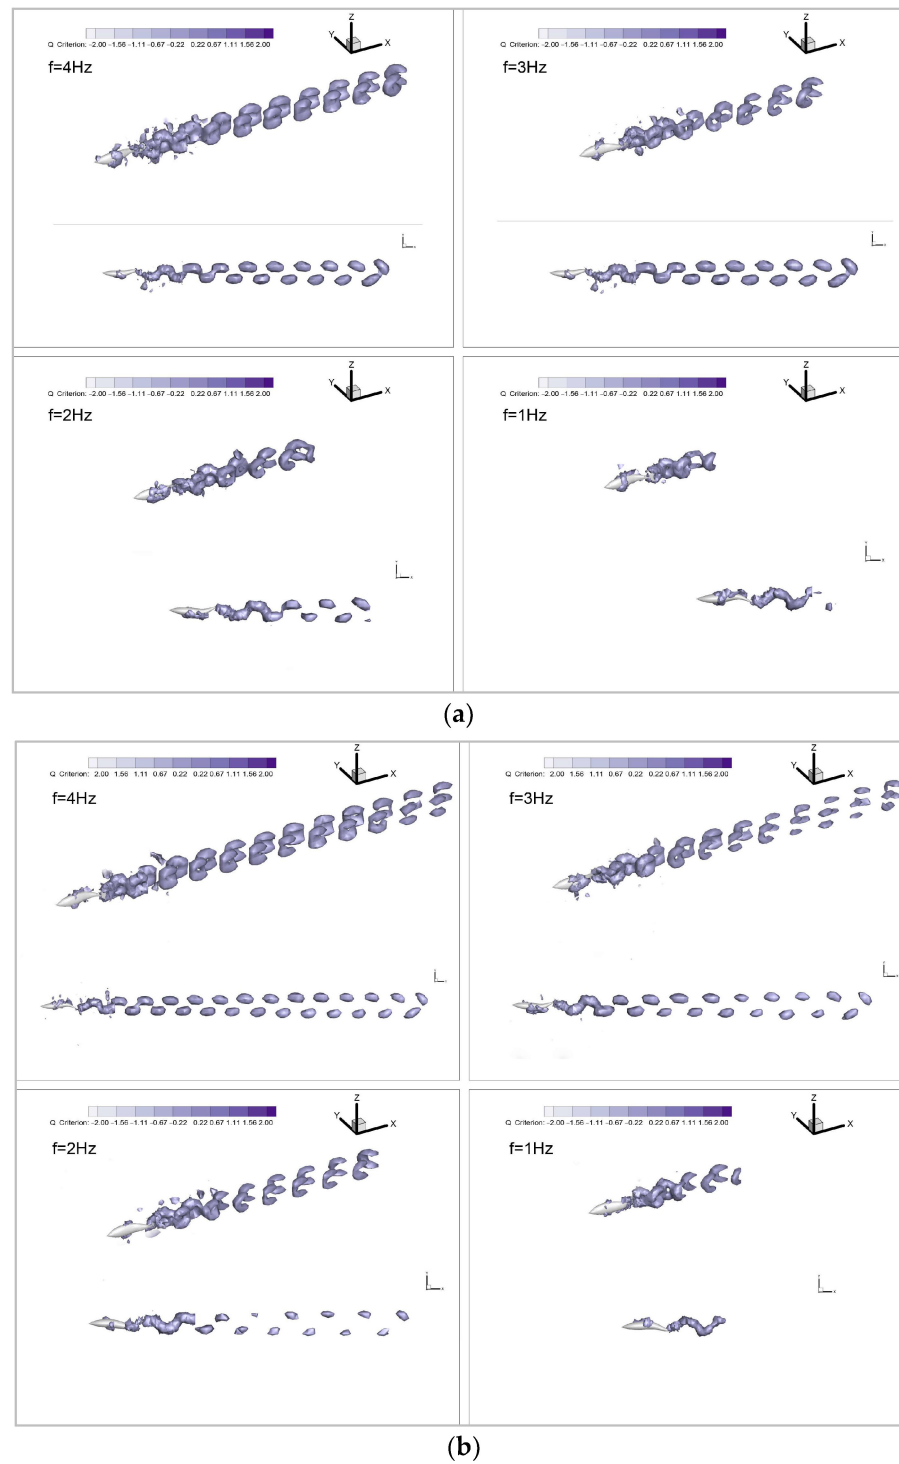 Z
Y
X
Q Criterion: -2.00 -1.56 -1.11 -0.67 -0.22 0.22 0.67 1.11 1.56 2.00
f=4Hz
Z
Y
X
Q Criterion: -2.00 -1.56 -1.11 -0.67 -0.22 0.22 0.67 1.11 1.56 2.00
f=3Hz
Z
Y
X
Q Criterion: -2.00 -1.56 -1.11 -0.67 -0.22 0.22 0.67 1.11 1.56 2.00
f=2Hz
Z
Y
X
Q Criterion: -2.00 -1.56 -1.11 -0.67 -0.22 0.22 0.67 1.11 1.56 2.00
f=1Hz
(a)
Z
Y
X
Q Criterion: 2.00 1.56 1.11 0.67 0.22 0.22 0.67 1.11 1.56 2.00
f=4Hz
Z
Y
X
Q Criterion: 2.00 1.56 1.11 0.67 0.22 0.22 0.67 1.11 1.56 2.00
f=3Hz
Z
Y
X
Q Criterion: -2.00 -1.56 -1.11 -0.67 -0.22 0.22 0.67 1.11 1.56 2.00
f=2Hz
Z
Y
X
Q Criterion: -2.00 -1.56 -1.11 -0.67 -0.22 0.22 0.67 1.11 1.56 2.00
f=1Hz
(b)